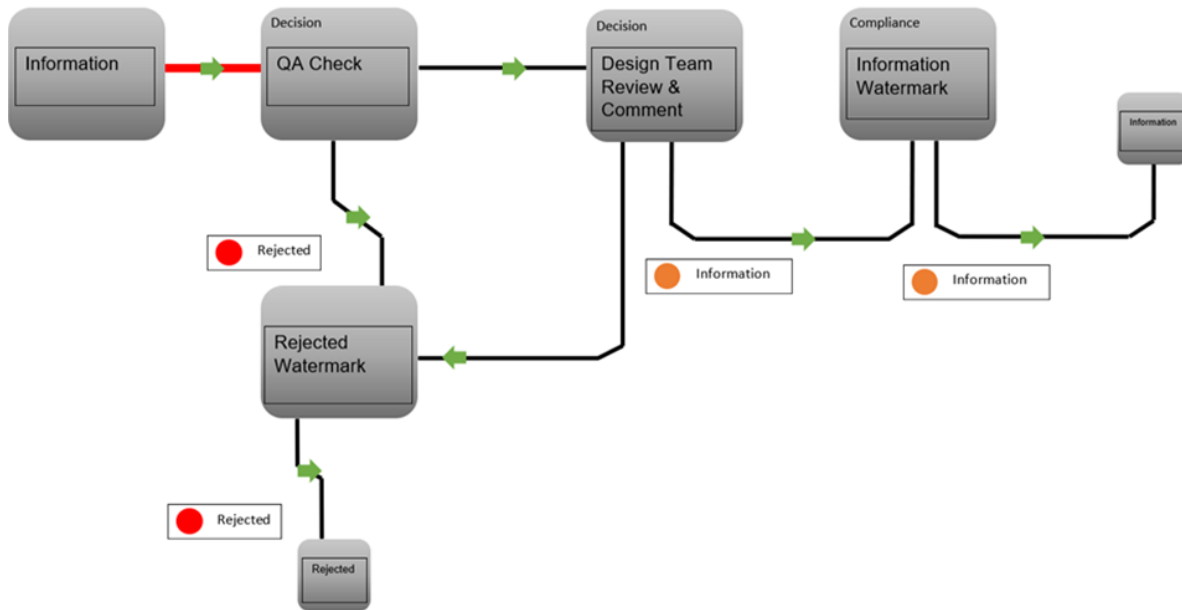 Information
Decision
QA Check
Decision
Design Team
Review &
Comment
Compliance
Information
Watermark
Information
Rejected
Information
Information
Rejected
Watermark
Rejected
Rejected